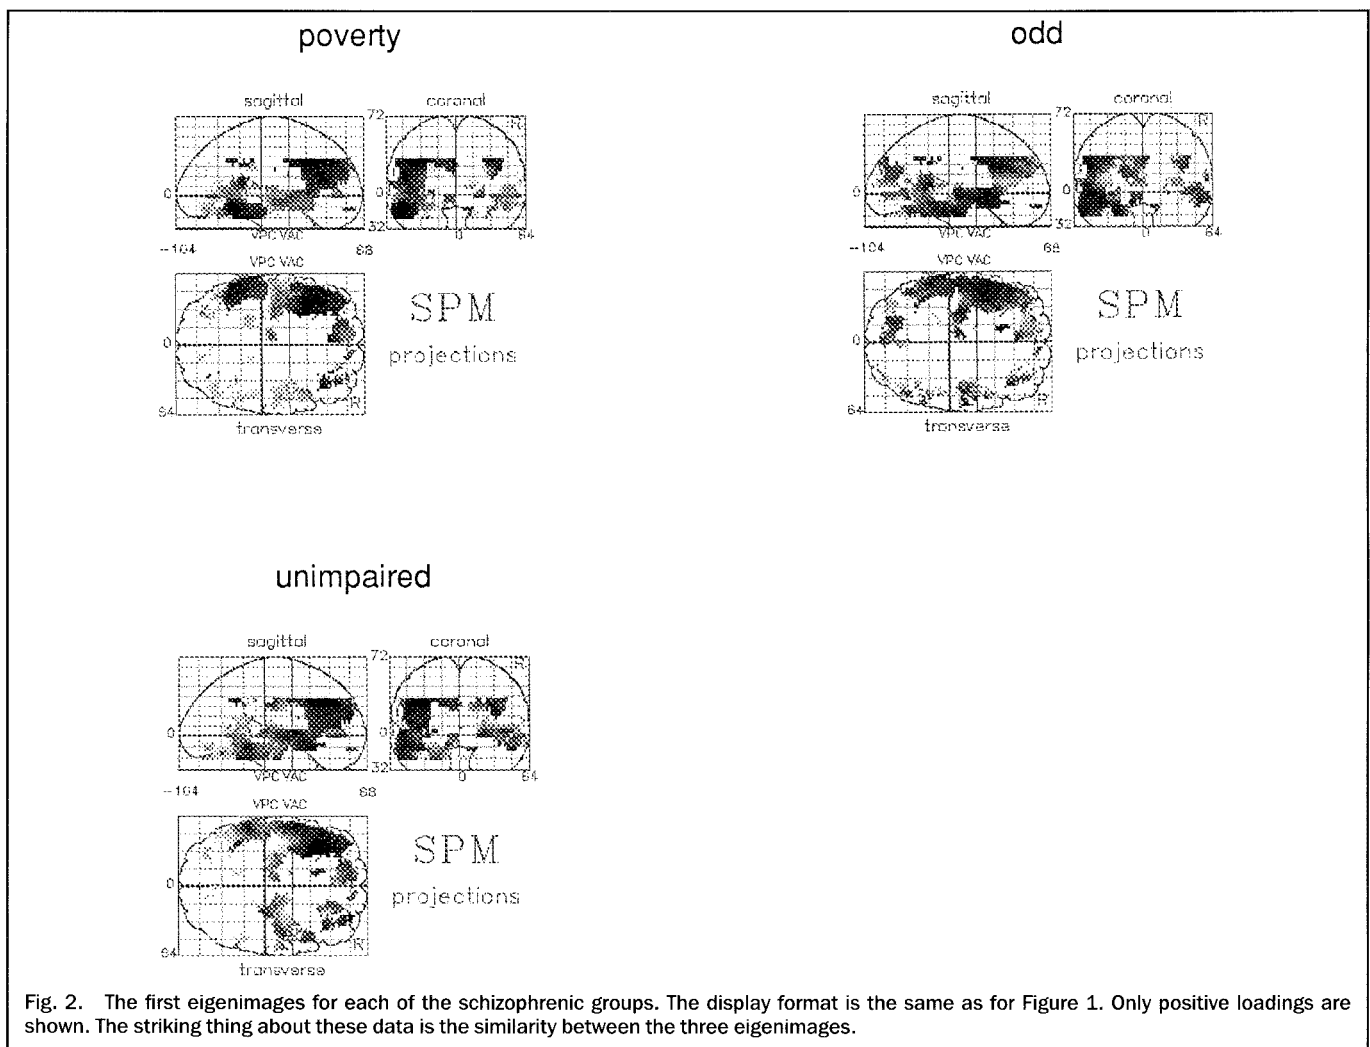 poverty
sagittal
coronal
72
R
0
0
32
VPC VAC
0
64
-104
68
VPC VAC
SPM
projections
0
64
R
transverse
odd
sagittal
coronal
72
R
0
0
32
VPC VAC
0
64
-104
68
VPC VAC
SPM
projections
0
64
R
transverse
unimpaired
sagittal
coronal
72
R
0
0
32
VPC VAC
0
64
-104
68
VPC VAC
SPM
projections
0
64
R
transverse
Fig. 2. The first eigenimages for each of the schizophrenic groups. The display format is the same as for Figure 1. Only positive loadings are
shown. The striking thing about these data is the similarity between the three eigenimages.